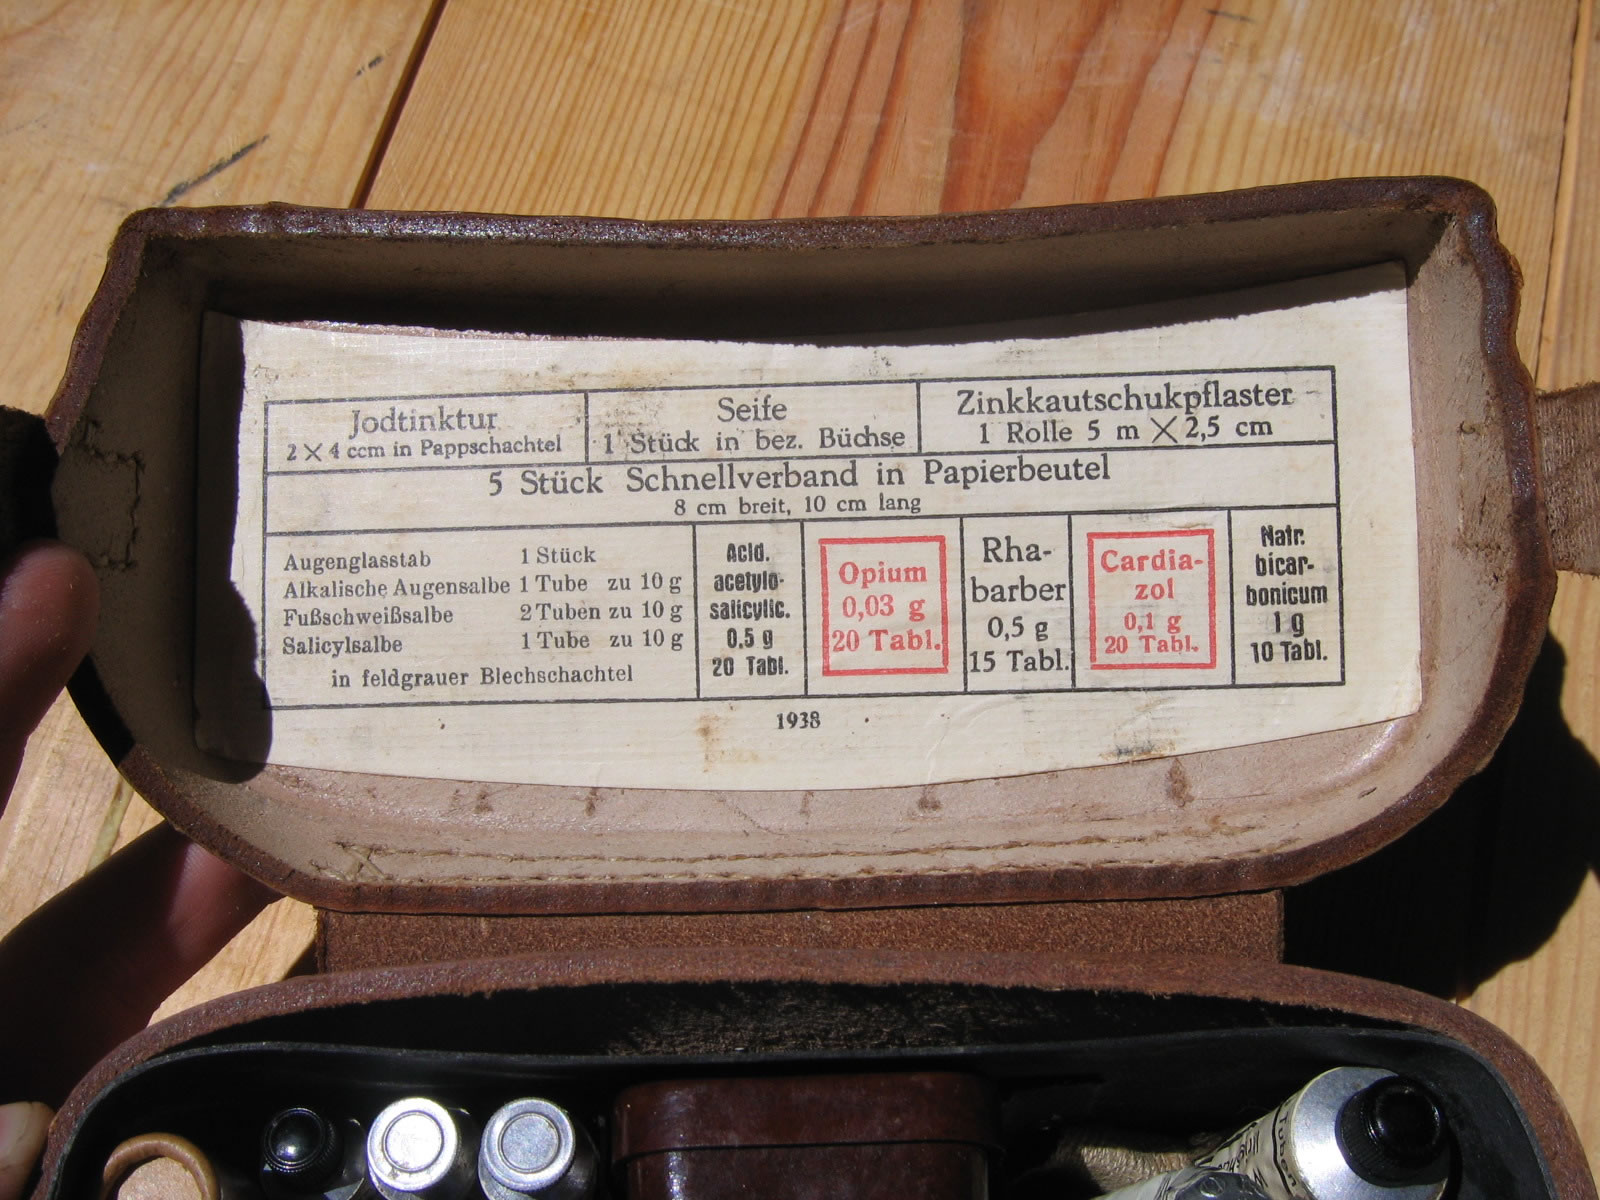 Jodtinktur
2 × 4 ccm in Pappschachtel
Seife
1 Stück in bez. Büchse
Zinkkautschukpflaster
1 Rolle 5 m × 2,5 cm
5 Stück Schnellverband in Papierbeutel
8 cm breit, 10 cm lang
Augenglasstab 1 Stück
Alkalische Augensalbe 1 Tube zu 10 g
Fußschweißsalbe 2 Tuben zu 10 g
Salicylsalbe 1 Tube zu 10 g
in feldgrauer Blechschachtel
Acid.
acetylo-
salicylic.
0,5 g
20 Tabl.
Opium
0,03 g
20 Tabl.
Rha-
barber
0,5 g
15 Tabl.
Cardia-
zol
0,1 g
20 Tabl.
Natr.
bicar-
bonicum
1 g
10 Tabl.
1938
Tuben